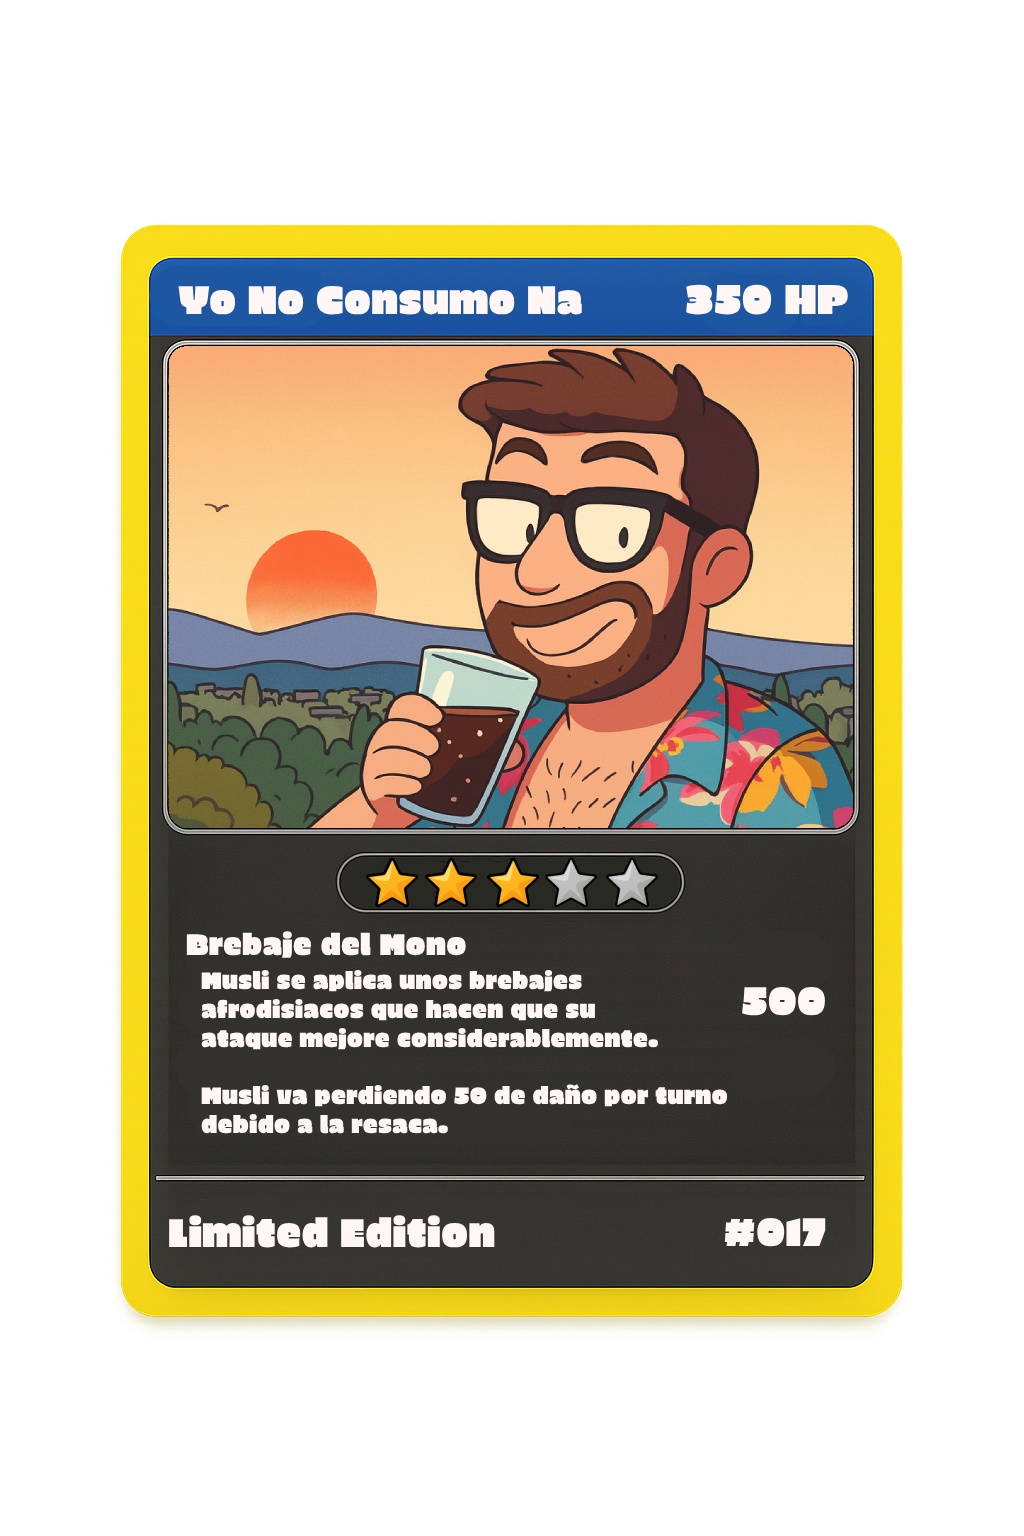 Yo No Consumo Na
350 HP
Brebaje del Mono
Musli se aplica unos brebajes
afrodisiacos que hacen que su
ataque mejore considerablemente.
500
Musli va perdiendo 50 de daño por turno
debido a la resaca.
Limited Edition
#017